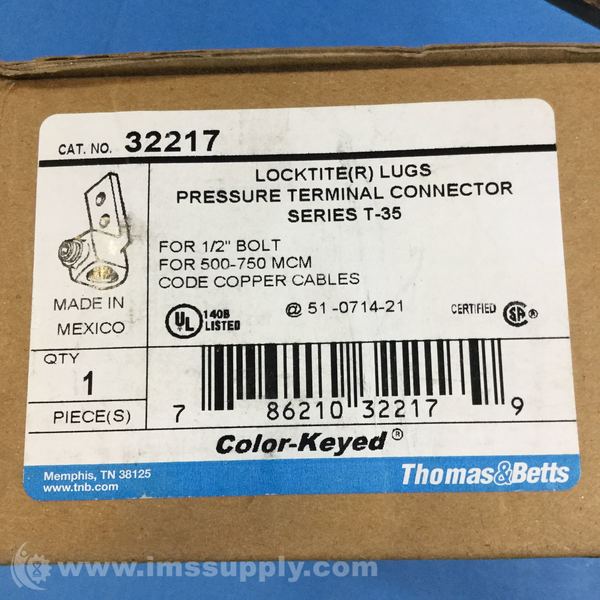 CAT. NO. 32217
LOCKTITE(R) LUGS
PRESSURE TERMINAL CONNECTOR
SERIES T-35
FOR 1/2" BOLT
FOR 500-750 MCM
CODE COPPER CABLES
MADE IN
MEXICO
UL 140B
LISTED
@ 51-0714-21
CERTIFIED SA ®
QTY
1
PIECE(S)
7 86210 32217 9
Color-Keyed®
Memphis, TN 38125
www.tnb.com
Thomas&Betts
© www.imssupply.com